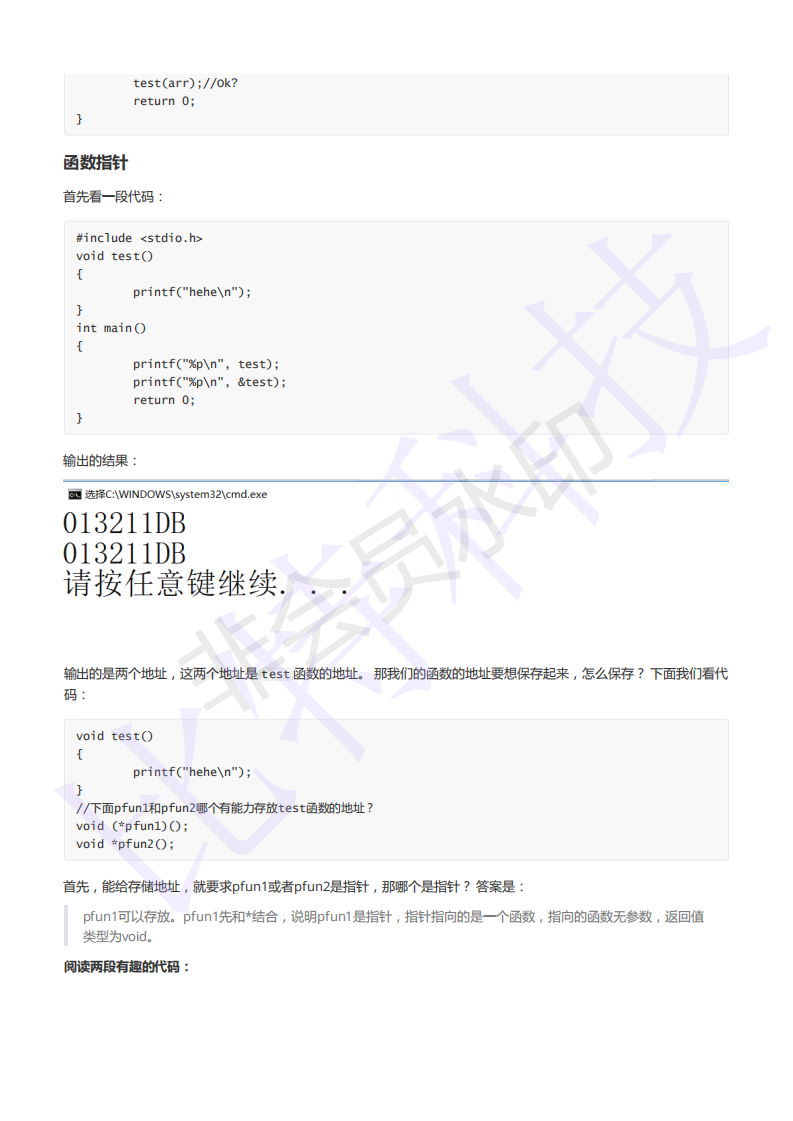 test(arr);//Ok?
return 0;
}
函数指针
首先看一段代码：
#include <stdio.h>
void test()
{
printf("hehe\n");
}
int main()
{
printf("%p\n", test);
printf("%p\n", &test);
return 0;
}
输出的结果：
选择C:\WINDOWS\system32\cmd.exe
013211DB
013211DB
请按任意键继续. . .
输出的是两个地址，这两个地址是 test 函数的地址。 那我们的函数的地址要想保存起来，怎么保存？ 下面我们看代
码：
void test()
{
printf("hehe\n");
}
//下面pfun1和pfun2哪个有能力存放test函数的地址？
void (*pfun1)();
void *pfun2();
首先，能给存储地址，就要求pfun1或者pfun2是指针，那哪个是指针？ 答案是：
pfun1可以存放。pfun1先和*结合，说明pfun1是指针，指针指向的是一个函数，指向的函数无参数，返回值
类型为void。
阅读两段有趣的代码：
比特科技
非会员水印